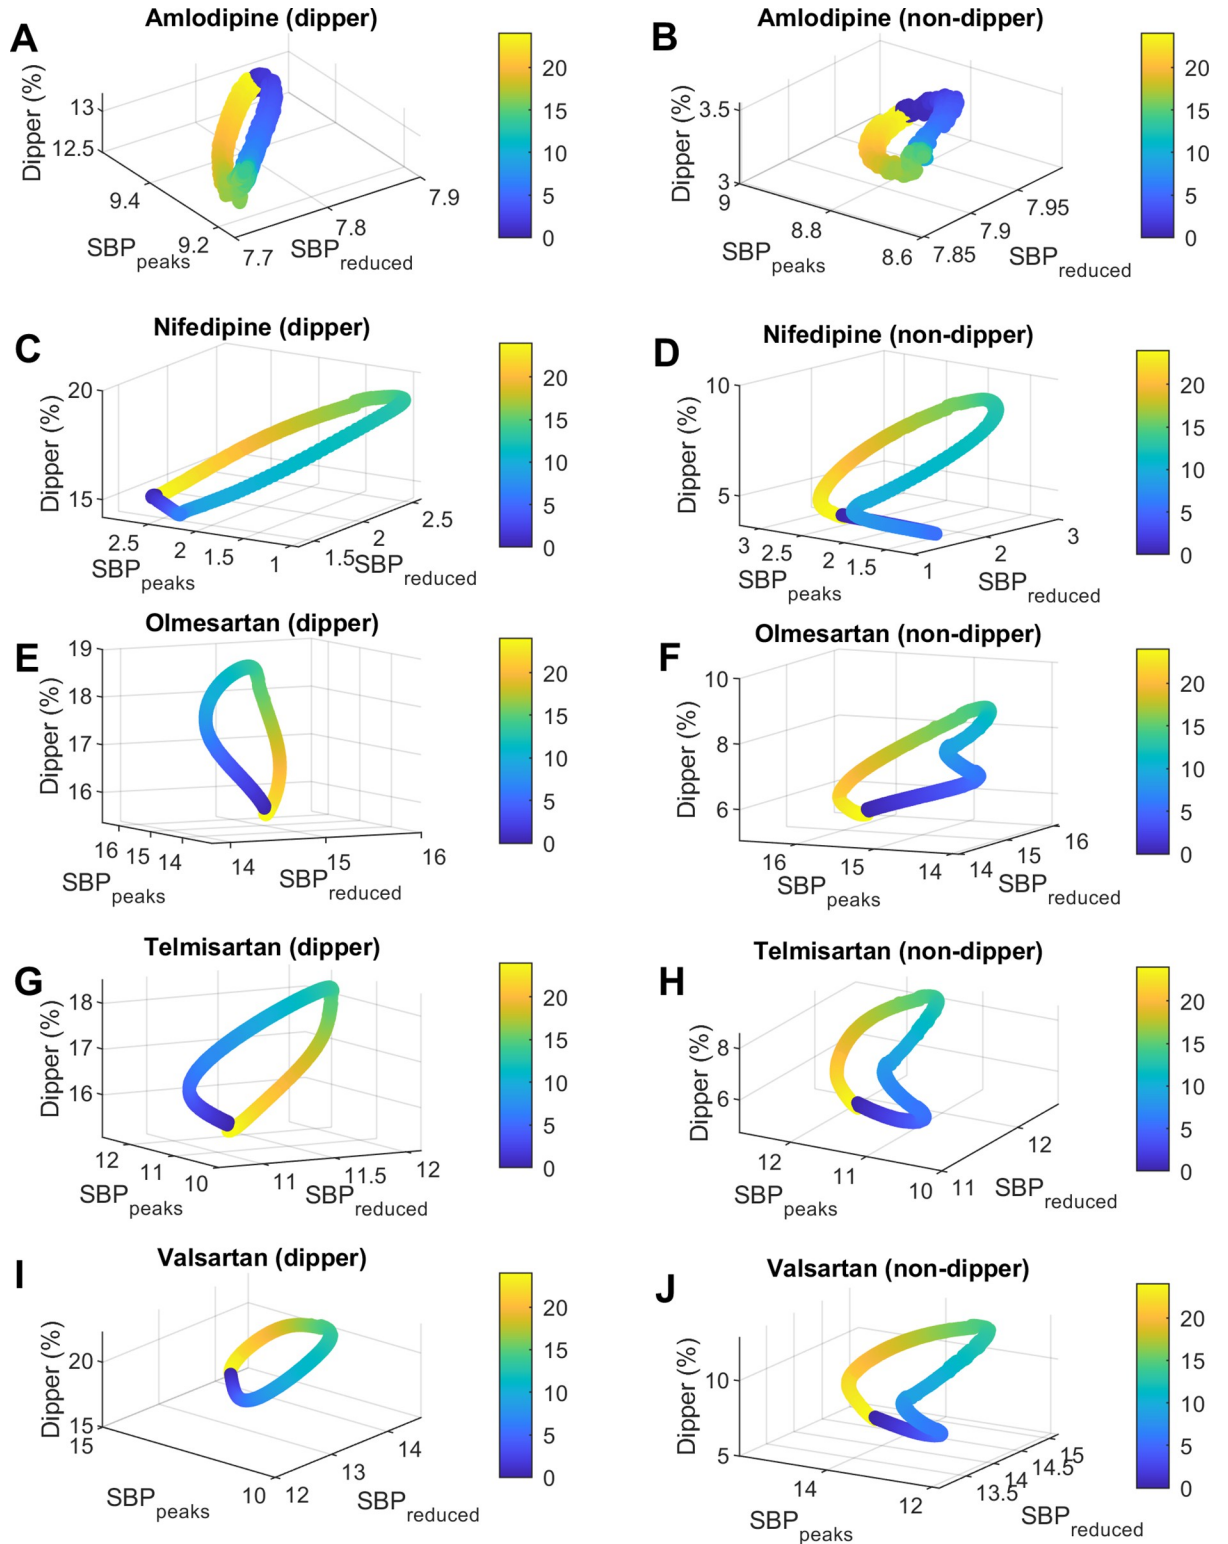 A
Amlodipine (dipper)
Dipper (%)
13
12.5
9.4
9.2
SBPpeaks
7.7
7.8
7.9
SBPreduced
20
15
10
5
0
B
Amlodipine (non-dipper)
Dipper (%)
3.5
3
9
8.8
8.6
SBPpeaks
7.85
7.9
7.95
SBPreduced
20
15
10
5
0
C
Nifedipine (dipper)
Dipper (%)
20
15
2.5
2
1.5
1
SBPpeaks
1.5
2
2.5
SBPreduced
20
15
10
5
0
D
Nifedipine (non-dipper)
Dipper (%)
10
5
3
2.5
2
1.5
1
SBPpeaks
2
3
SBPreduced
20
15
10
5
0
E
Olmesartan (dipper)
Dipper (%)
19
18
17
16
16
15
14
SBPpeaks
14
15
16
SBPreduced
20
15
10
5
0
F
Olmesartan (non-dipper)
Dipper (%)
10
8
6
16
15
14
SBPpeaks
14
15
16
SBPreduced
20
15
10
5
0
G
Telmisartan (dipper)
Dipper (%)
18
17
16
12
11
10
SBPpeaks
11
11.5
12
SBPreduced
20
15
10
5
0
H
Telmisartan (non-dipper)
Dipper (%)
8
6
12
11
10
SBPpeaks
11
12
SBPreduced
20
15
10
5
0
I
Valsartan (dipper)
Dipper (%)
20
15
15
10
SBPpeaks
12
13
14
SBPreduced
20
15
10
5
0
J
Valsartan (non-dipper)
Dipper (%)
10
5
14
12
SBPpeaks
13.5
14
14.5
15
SBPreduced
20
15
10
5
0